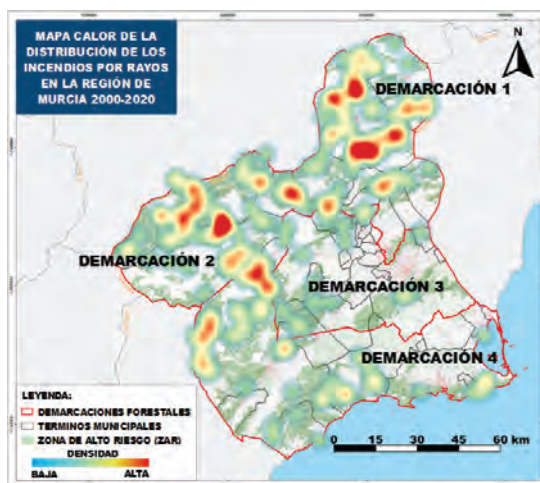 MAPA CALOR DE LA
DISTRIBUCIÓN DE LOS
INCENDIOS POR RAYOS
EN LA REGIÓN DE
MURCIA 2000-2020
N
DEMARCACIÓN 1
DEMARCACIÓN 2
DEMARCACIÓN 3
DEMARCACIÓN 4
LEYENDA:
DEMARCACIONES FORESTALES
TERMINOS MUNICIPALES
ZONA DE ALTO RIESGO (ZAR)
DENSIDAD
BAJA ALTA
0 15 30 45 60 km